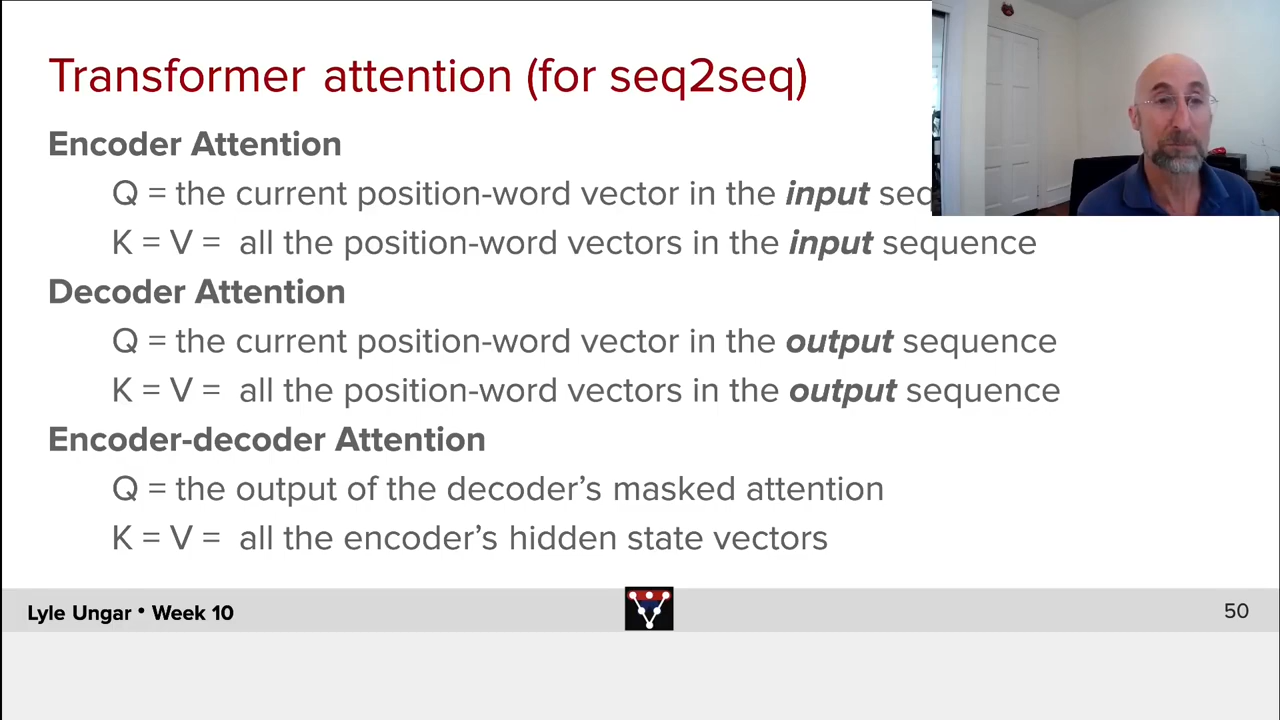 Transformer attention (for seq2seq)
Encoder Attention
Q = the current position-word vector in the input
K = V = all the position-word vectors in the input sequence
Decoder Attention
Q = the current position-word vector in the output sequence
K = V = all the position-word vectors in the output sequence
Encoder-decoder Attention
Q = the output of the decoder’s masked attention
K = V = all the encoder’s hidden state vectors
Lyle Ungar • Week 10
50